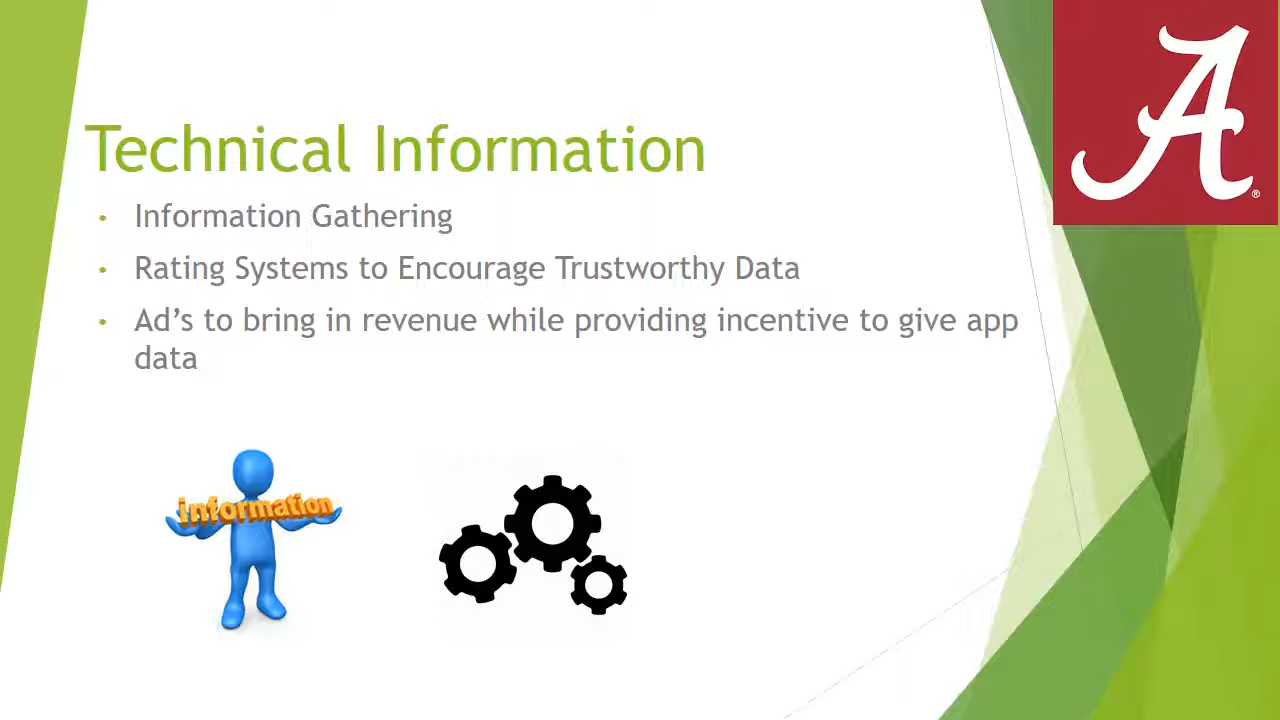 Technical Information
• Information Gathering
• Rating Systems to Encourage Trustworthy Data
• Ad’s to bring in revenue while providing incentive to give app
data
information
A
®